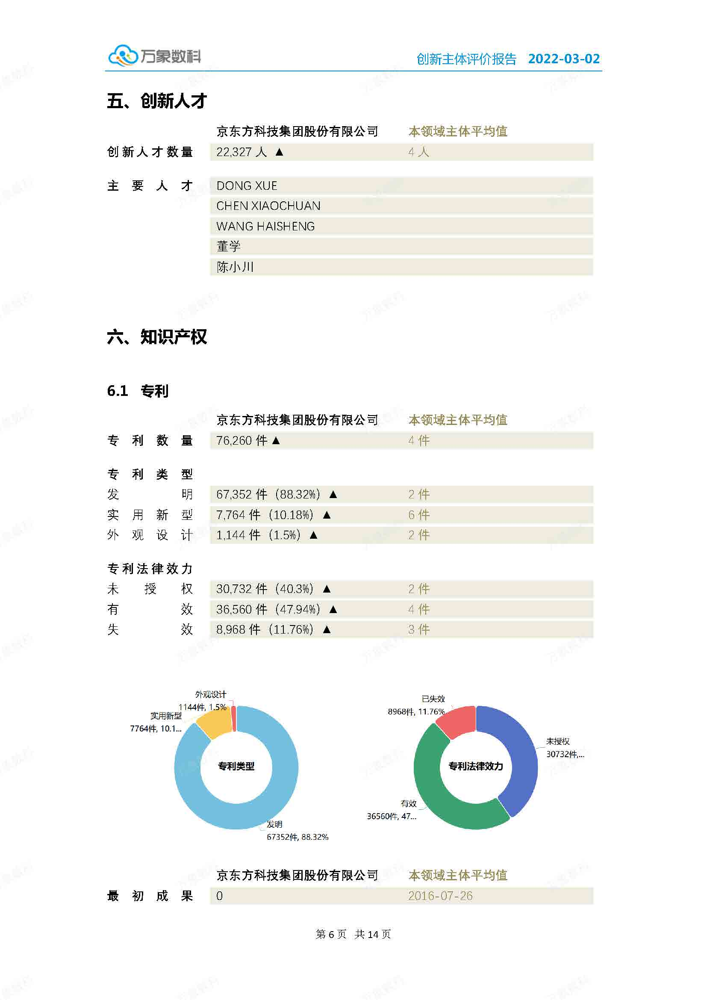 万象数科
创新主体评价报告 2022-03-02
五、创新人才
京东方科技集团股份有限公司 本领域主体平均值
创新人才数量 22,327 人 ▲ 4 人
主要人才 DONG XUE
CHEN XIAOCHUAN
WANG HAISHENG
董学
陈小川
六、知识产权
6.1 专利
京东方科技集团股份有限公司 本领域主体平均值
专利数量 76,260 件 ▲ 4 件
专利类型
发明 67,352 件（88.32%） ▲ 2 件
实用新型 7,764 件（10.18%） ▲ 6 件
外观设计 1,144 件（1.5%） ▲ 2 件
专利法律效力
未授权 30,732 件（40.3%） ▲ 2 件
有效 36,560 件（47.94%） ▲ 4 件
失效 8,968 件（11.76%） ▲ 3 件
外观设计
1144件, 1.5%
实用新型
7764件, 10.1...
专利类型
发明
67352件, 88.32%
已失效
8968件, 11.76%
未授权
30732件,...
专利法律效力
有效
36560件, 47...
京东方科技集团股份有限公司 本领域主体平均值
最初成果 0 2016-07-26
第 6 页 共 14 页